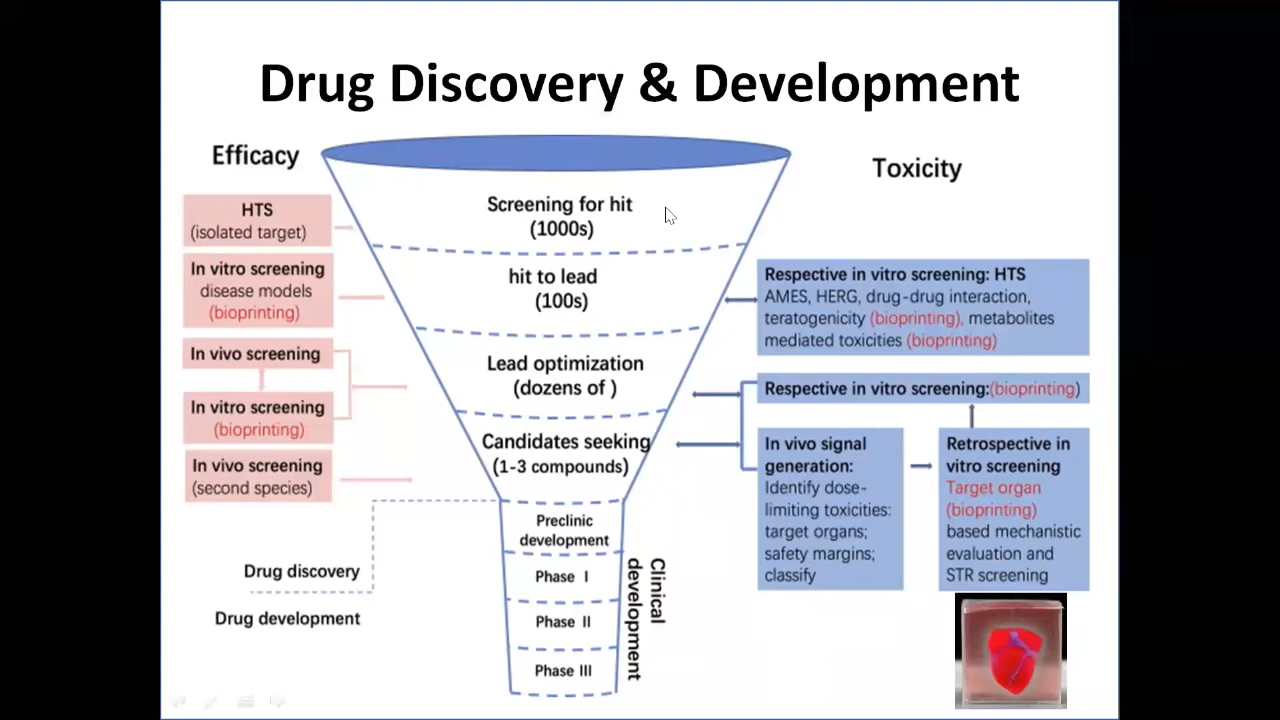 Drug Discovery & Development
Efficacy
Toxicity
HTS
(isolated target)
In vitro screening
disease models
(bioprinting)
In vivo screening
In vitro screening
(bioprinting)
In vivo screening
(second species)
Screening for hit
(1000s)
hit to lead
(100s)
Lead optimization
(dozens of )
Candidates seeking
(1-3 compounds)
Preclinic
development
Phase I
Phase II
Phase III
Clinical
development
Drug discovery
Drug development
Respective in vitro screening: HTS
AMES, HERG, drug-drug interaction,
teratogenicity (bioprinting), metabolites
mediated toxicities (bioprinting)
Respective in vitro screening:(bioprinting)
In vivo signal
generation:
Identify dose-
limiting toxicities:
target organs;
safety margins;
classify
Retrospective in
vitro screening
Target organ
(bioprinting)
based mechanistic
evaluation and
STR screening